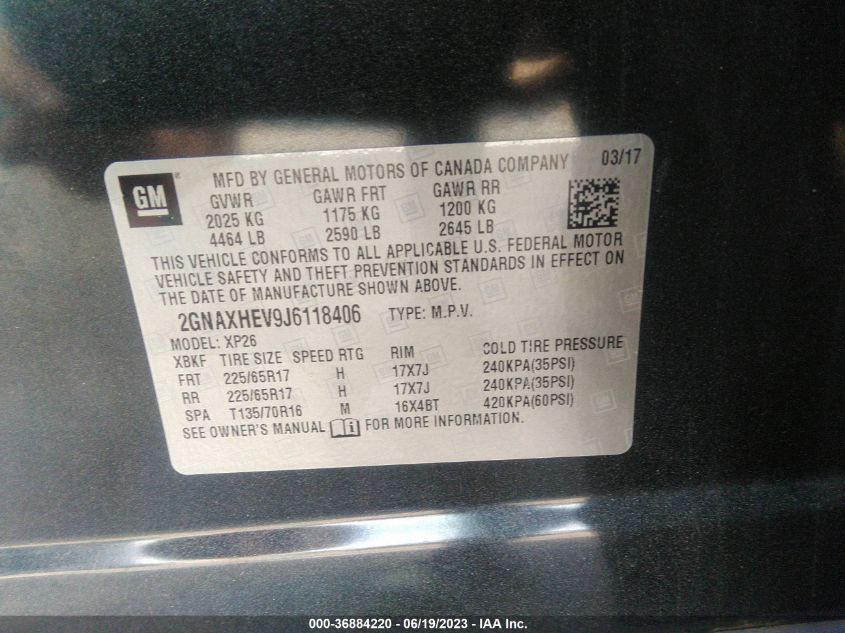 GM MFD BY GENERAL MOTORS OF CANADA COMPANY 03/17
GVWR GAWR FRT GAWR RR
2025 KG 1175 KG 1200 KG
4464 LB 2590 LB 2645 LB
THIS VEHICLE CONFORMS TO ALL APPLICABLE U.S. FEDERAL MOTOR
VEHICLE SAFETY AND THEFT PREVENTION STANDARDS IN EFFECT ON
THE DATE OF MANUFACTURE SHOWN ABOVE.
2GNAXHEV9J6118406 TYPE: M.P.V.
MODEL: XP26
XBKF TIRE SIZE SPEED RTG RIM COLD TIRE PRESSURE
FRT 225/65R17 H 17X7J 240KPA(35PSI)
RR 225/65R17 H 17X7J 240KPA(35PSI)
SPA T135/70R16 M 16X4BT 420KPA(60PSI)
SEE OWNER'S MANUAL FOR MORE INFORMATION.
000-36884220 - 06/19/2023 - IAA Inc.